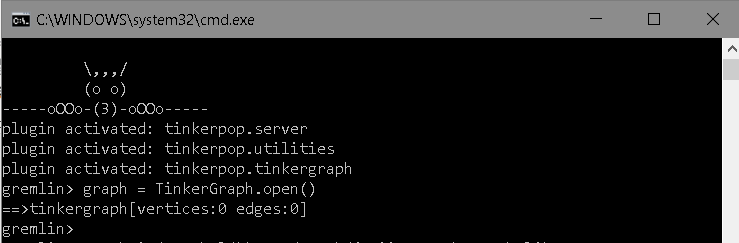 C:\WINDOWS\system32\cmd.exe
\,,,/
(o o)
-----oOOo-(3)-oOOo-----
plugin activated: tinkerpop.server
plugin activated: tinkerpop.utilities
plugin activated: tinkerpop.tinkergraph
gremlin> graph = TinkerGraph.open()
==>tinkergraph[vertices:0 edges:0]
gremlin>